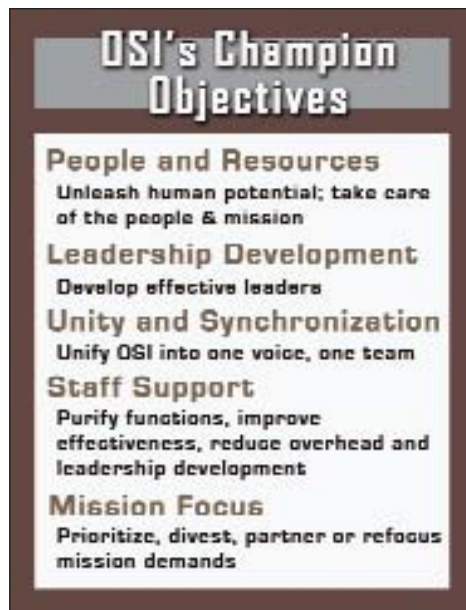 OSI's Champion
Objectives
People and Resources
Unleash human potential; take care
of the people & mission
Leadership Development
Develop effective leaders
Unity and Synchronization
Unify OSI into one voice, one team
Staff Support
Purify functions, improve
effectiveness, reduce overhead and
leadership development
Mission Focus
Prioritize, divest, partner or refocus
mission demands